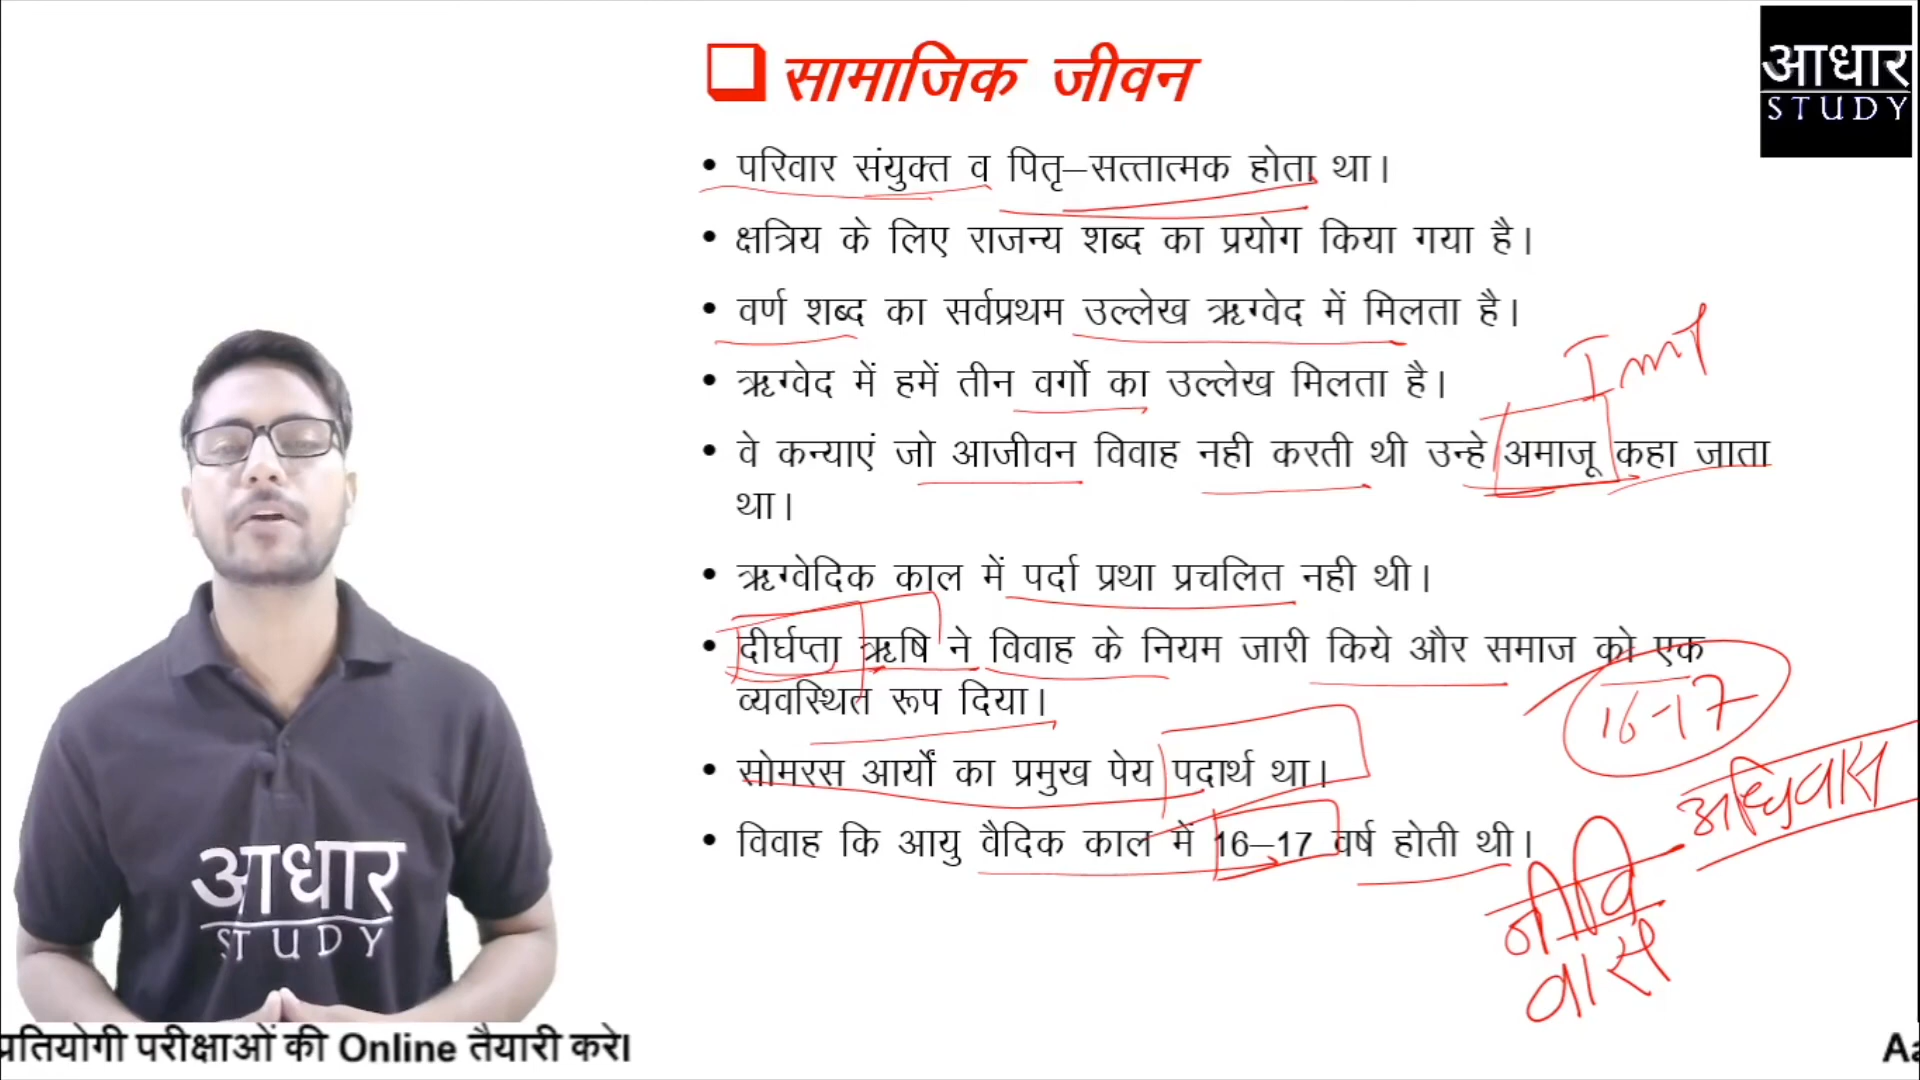 ❑ सामाजिक जीवन
आधार
STUDY
• परिवार संयुक्त व पितृ–सत्तात्मक होता था।
• क्षत्रिय के लिए राजन्य शब्द का प्रयोग किया गया है।
• वर्ण शब्द का सर्वप्रथम उल्लेख ऋग्वेद में मिलता है।
Imp
• ऋग्वेद में हमें तीन वर्गो का उल्लेख मिलता है।
• वे कन्याएं जो आजीवन विवाह नही करती थी उन्हे अमाजू कहा जाता
था।
• ऋग्वेदिक काल में पर्दा प्रथा प्रचलित नही थी।
• दीर्घप्ता ऋषि ने विवाह के नियम जारी किये और समाज को एक
व्यवस्थित रूप दिया।
16-17
• सोमरस आर्यों का प्रमुख पेय पदार्थ था।
अधिवास
• विवाह कि आयु वैदिक काल में 16–17 वर्ष होती थी।
नीवि
वास
आधार
STUDY
प्रतियोगी परीक्षाओं की Online तैयारी करे।
Aa